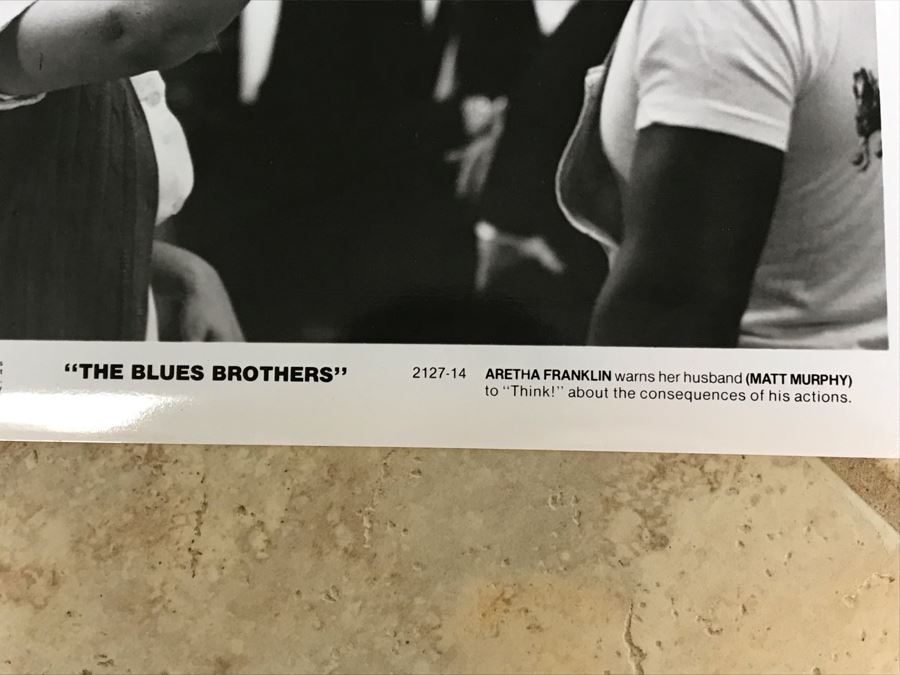 “THE BLUES BROTHERS”
2127-14
ARETHA FRANKLIN warns her husband (MATT MURPHY)
to “Think!” about the consequences of his actions.